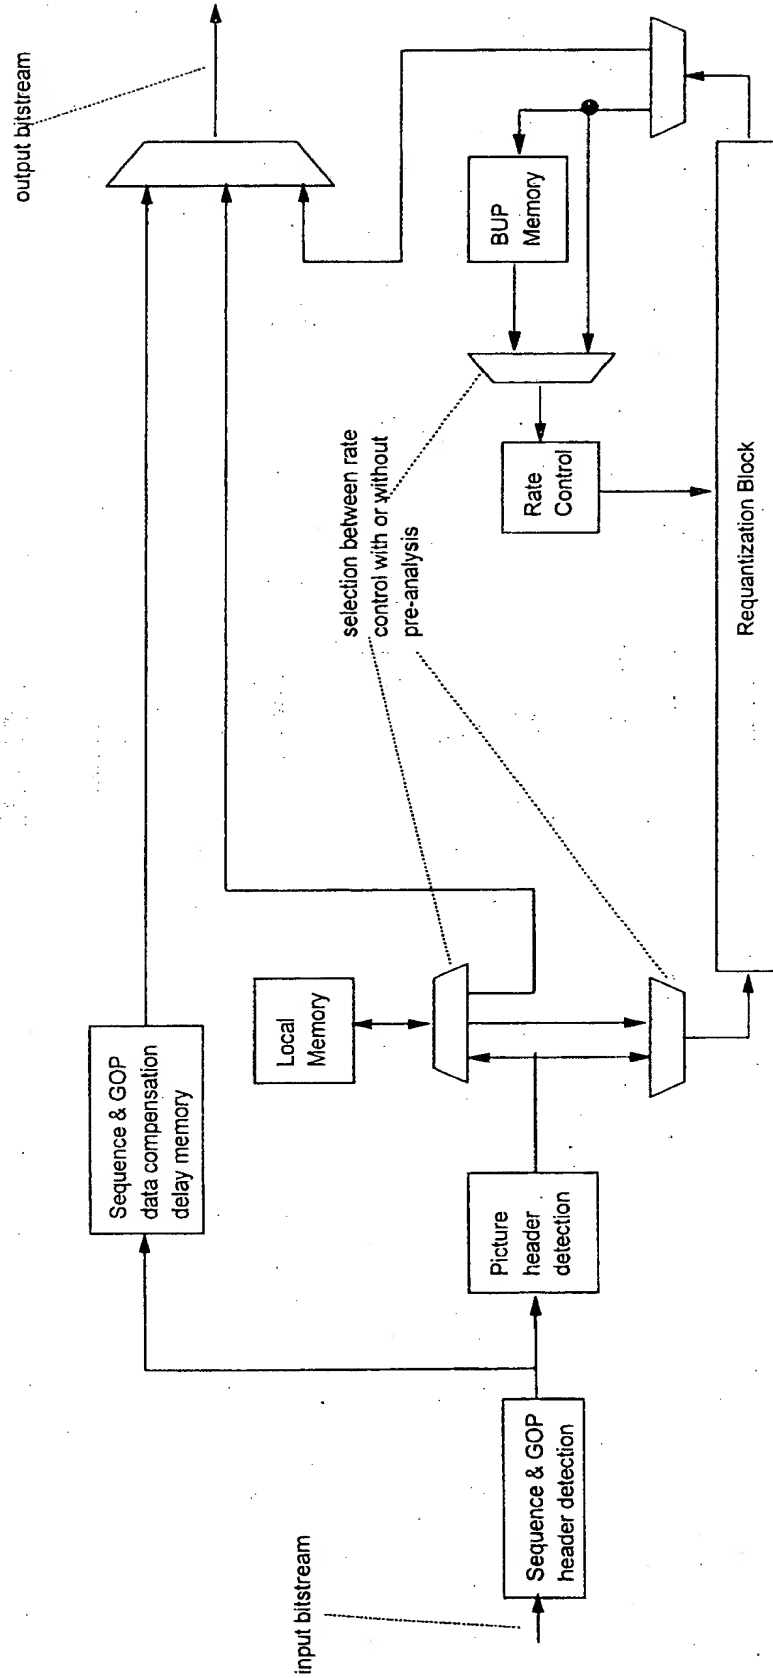 input bitstream
Sequence & GOP
header detection
Sequence & GOP
data compensation
delay memory
Picture
header
detection
Local
Memory
selection between rate
control with or without
pre-analysis
Rate
Control
BUP
Memory
Requantization Block
output bitstream